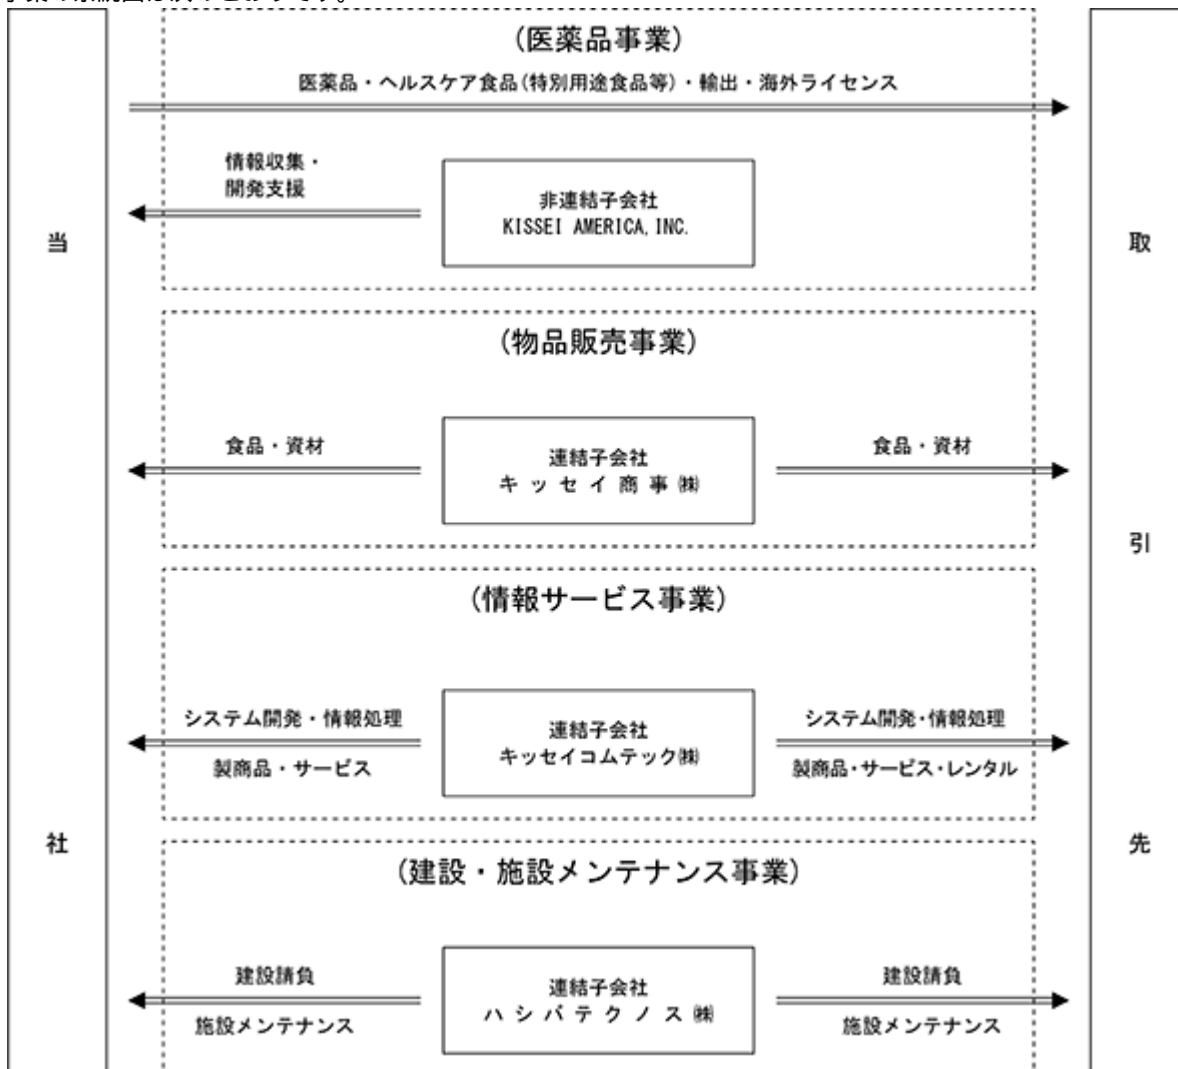 (医薬品事業)
医薬品・ヘルスケア食品(特別用途食品等)・輸出・海外ライセンス
情報収集・
開発支援
非連結子会社
KISSEI AMERICA,INC.
当
取
(物品販売事業)
食品・資材
連結子会社
キッセイ商事㈱
食品・資材
引
(情報サービス事業)
システム開発・情報処理
製商品・サービス
連結子会社
キッセイコムテック㈱
システム開発・情報処理
製商品・サービス・レンタル
社
先
(建設・施設メンテナンス事業)
建設請負
施設メンテナンス
連結子会社
ハシバテクノス㈱
建設請負
施設メンテナンス